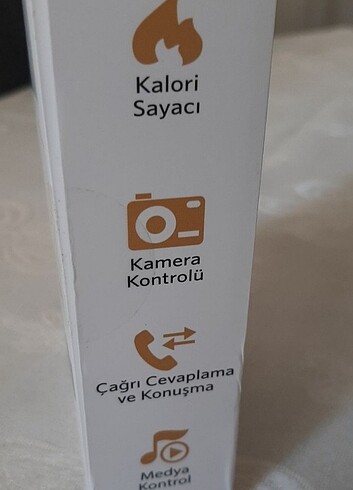 Kalori
Sayacı
Kamera
Kontrolü
Çağrı Cevaplama
ve Konuşma
Medya
Kontrol